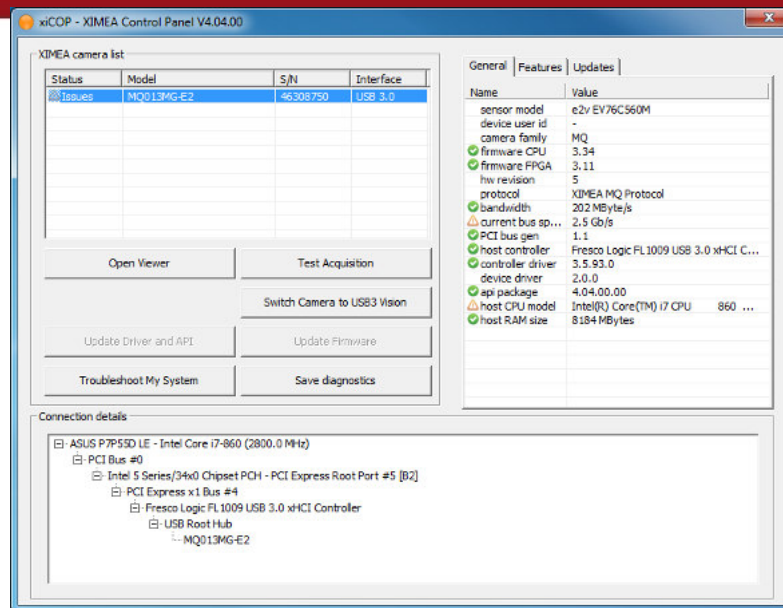 xiCOP - XIMEA Control Panel V4.04.00
XIMEA camera list
Status Model S/N Interface
Issues MQ013MG-E2 46308750 USB 3.0
Open Viewer Test Acquisition
Switch Camera to USB3 Vision
Update Driver and API Update Firmware
Troubleshoot My System Save diagnostics
General Features Updates
Name Value
sensor model e2v EV76C560M
device user id -
camera family MQ
firmware CPU 3.34
firmware FPGA 3.11
hw revision 5
protocol XIMEA MQ Protocol
bandwidth 202 MByte/s
current bus sp... 2.5 Gb/s
PCI bus gen 1.1
host controller Fresco Logic FL1009 USB 3.0 xHCI C...
controller driver 3.5.93.0
device driver 2.0.0
api package 4.04.00.00
host CPU model Intel(R) Core(TM) i7 CPU 860 ...
host RAM size 8184 MBytes
Connection details
ASUS P7P55D LE - Intel Core i7-860 (2800.0 MHz)
PCI Bus #0
Intel 5 Series/34x0 Chipset PCH - PCI Express Root Port #5 [B2]
PCI Express x1 Bus #4
Fresco Logic FL1009 USB 3.0 xHCI Controller
USB Root Hub
MQ013MG-E2